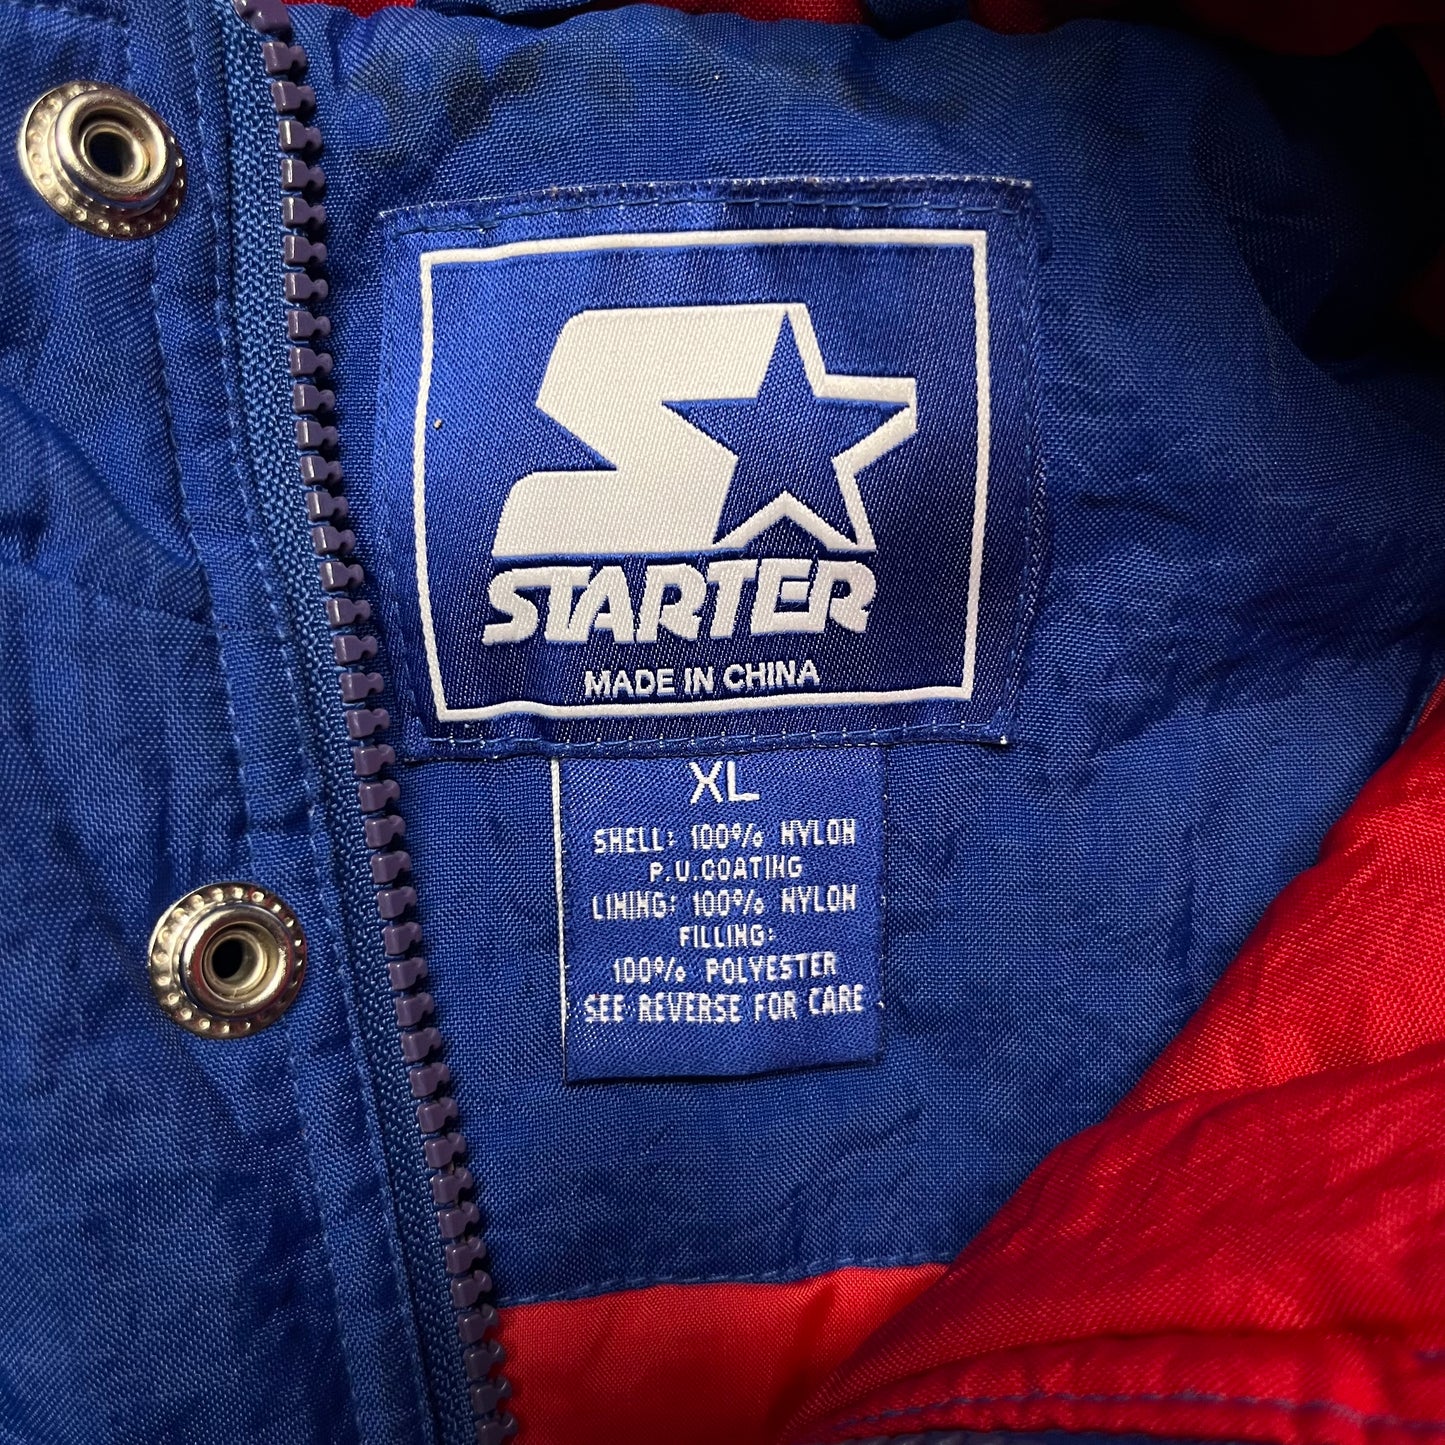 STARTER
MADE IN CHINA
XL
SHELL: 100% NYLON
P.U.COATING
LINING: 100% NYLON
FILLING:
100% POLYESTER
SEE REVERSE FOR CARE